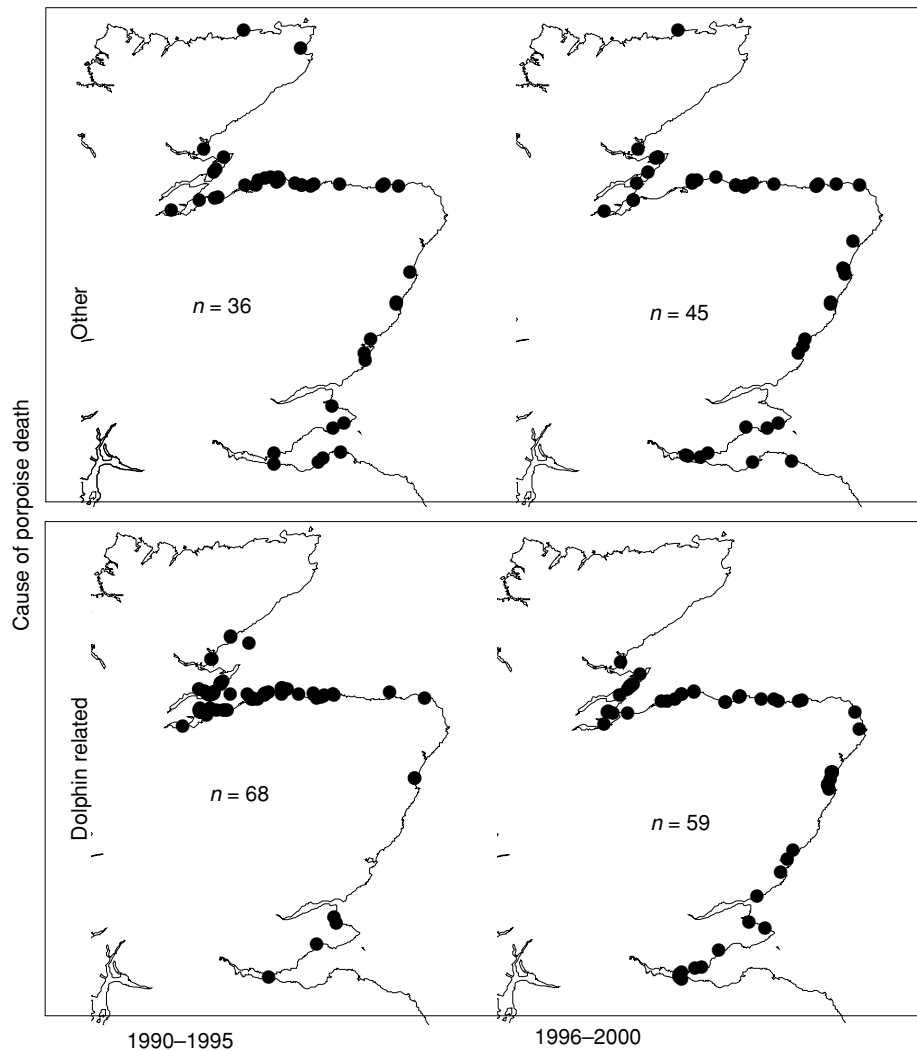 Cause of porpoise death
Other
n = 36
n = 45
Dolphin related
n = 68
n = 59
1990–1995
1996–2000